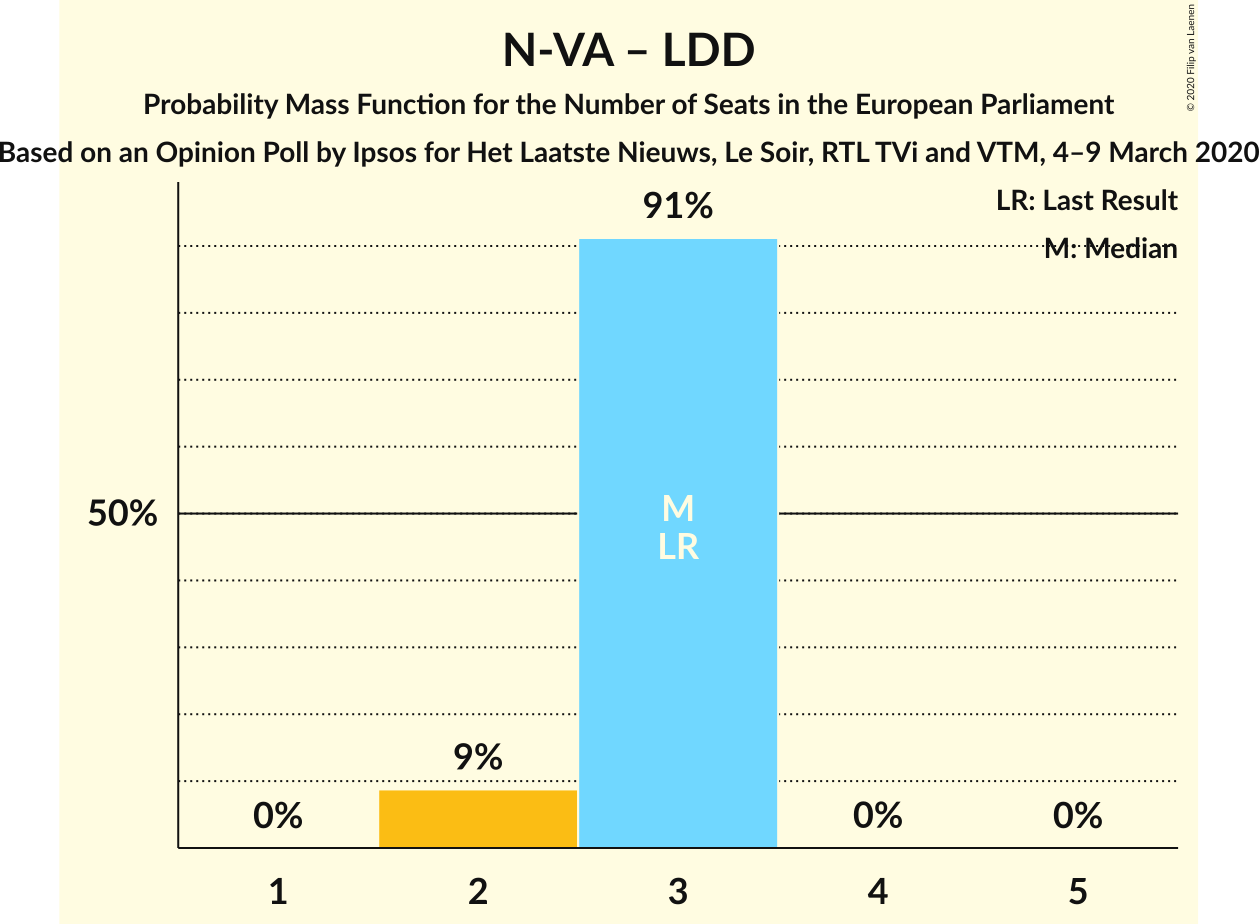 N-VA – LDD
Probability Mass Function for the Number of Seats in the European Parliament
Based on an Opinion Poll by Ipsos for Het Laatste Nieuws, Le Soir, RTL TVi and VTM, 4–9 March 2020
© 2020 Filip van Laenen
LR: Last Result
M: Median
91%
50%
M
LR
9%
0%
0%
0%
1
2
3
4
5